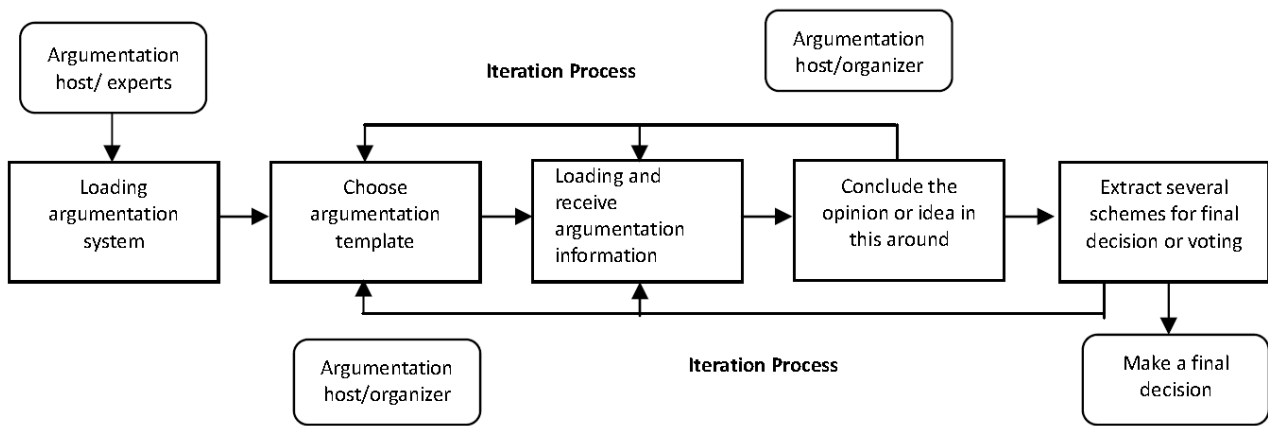 Argumentation
host/ experts
Iteration Process
Argumentation
host/organizer
Loading
argumentation
system
Choose
argumentation
template
Loading and
receive
argumentation
information
Conclude the
opinion or idea in
this around
Extract several
schemes for final
decision or voting
Argumentation
host/organizer
Iteration Process
Make a final
decision